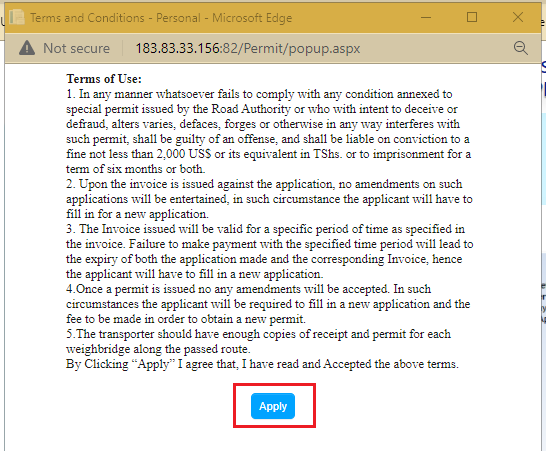 Terms and Conditions - Personal - Microsoft Edge
Not secure 183.83.33.156:82/Permit/popup.aspx
Terms of Use:
1. In any manner whatsoever fails to comply with any condition annexed to
special permit issued by the Road Authority or who with intent to deceive or
defraud, alters varies, defaces, forges or otherwise in any way interferes with
such permit, shall be guilty of an offense, and shall be liable on conviction to a
fine not less than 2,000 US$ or its equivalent in TShs. or to imprisonment for a
term of six months or both.
2. Upon the invoice is issued against the application, no amendments on such
applications will be entertained, in such circumstance the applicant will have to
fill in for a new application.
3. The Invoice issued will be valid for a specific period of time as specified in
the invoice. Failure to make payment with the specified time period will lead to
the expiry of both the application made and the corresponding Invoice, hence
the applicant will have to fill in a new application.
4.Once a permit is issued no any amendments will be accepted. In such
circumstances the applicant will be required to fill in a new application and the
fee to be made in order to obtain a new permit.
5.The transporter should have enough copies of receipt and permit for each
weighbridge along the passed route.
By Clicking “Apply” I agree that, I have read and Accepted the above terms.
Apply